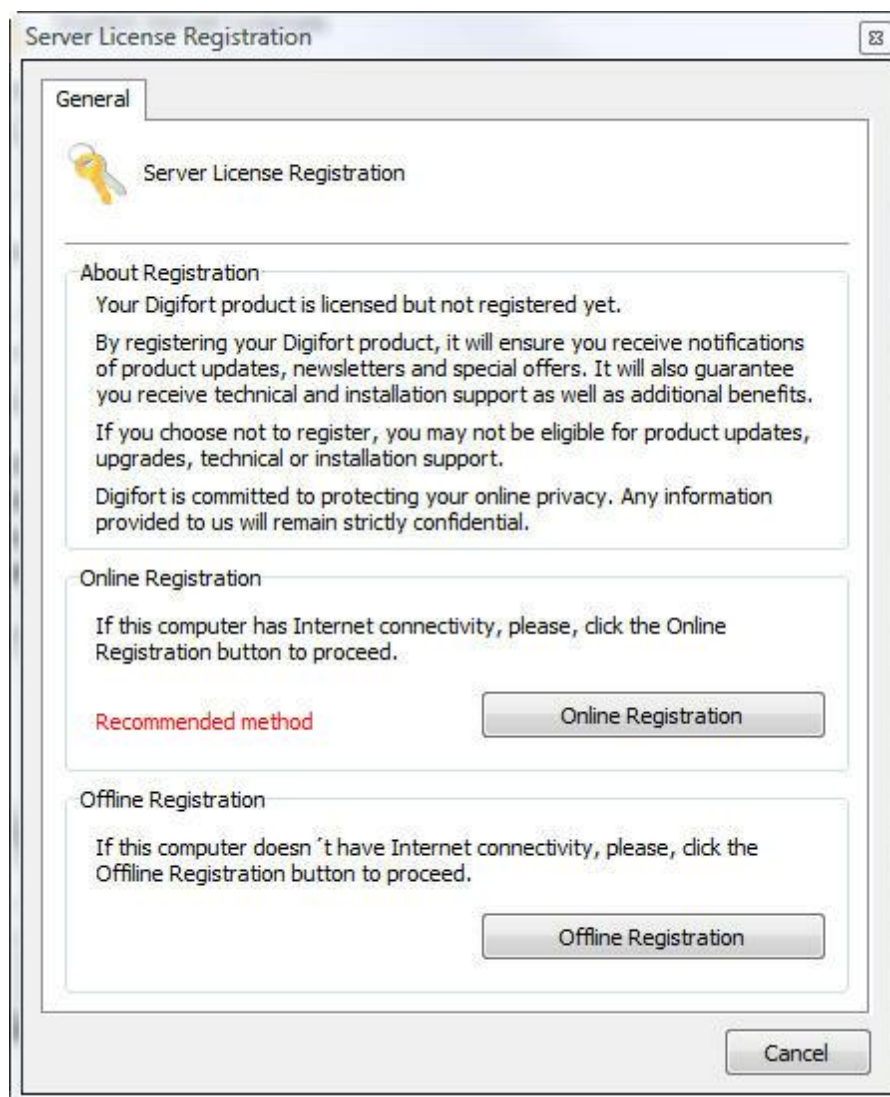 Server License Registration
General
Server License Registration
About Registration
Your Digifort product is licensed but not registered yet.
By registering your Digifort product, it will ensure you receive notifications
of product updates, newsletters and special offers. It will also guarantee
you receive technical and installation support as well as additional benefits.
If you choose not to register, you may not be eligible for product updates,
upgrades, technical or installation support.
Digifort is committed to protecting your online privacy. Any information
provided to us will remain strictly confidential.
Online Registration
If this computer has Internet connectivity, please, click the Online
Registration button to proceed.
Recommended method
Online Registration
Offline Registration
If this computer doesn´t have Internet connectivity, please, click the
Offiline Registration button to proceed.
Offline Registration
Cancel